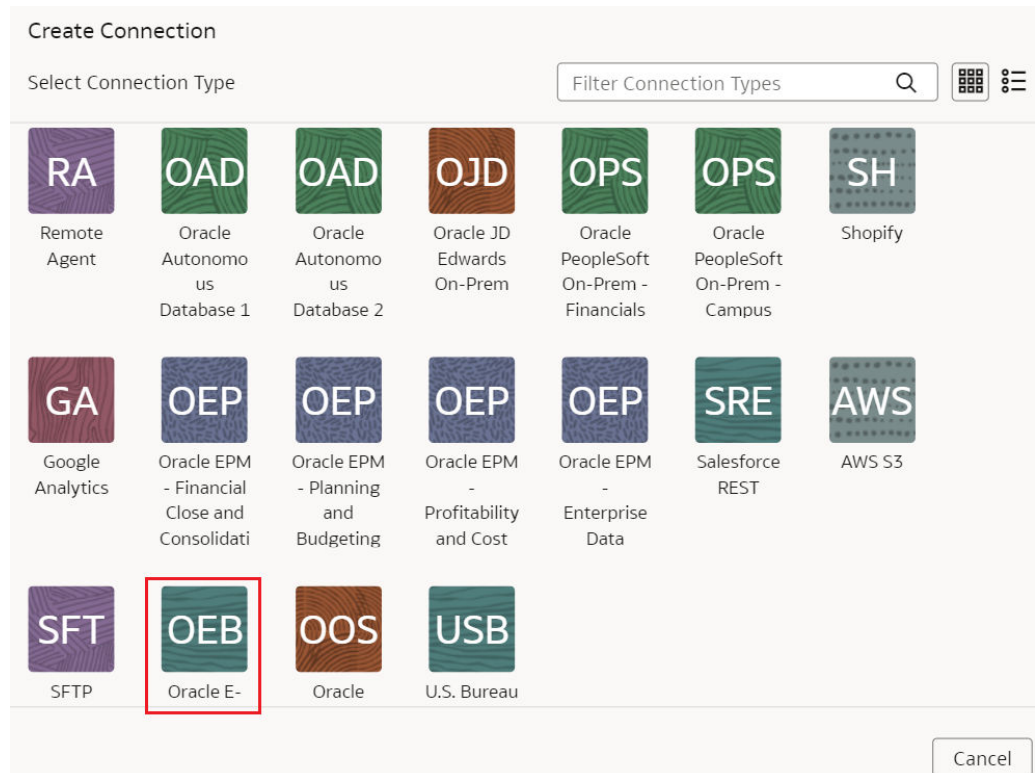 Create Connection
Select Connection Type
Filter Connection Types
RA
OAD
OAD
OJD
OPS
OPS
SH
Remote
Agent
Oracle
Autonomo
us
Database 1
Oracle
Autonomo
us
Database 2
Oracle JD
Edwards
On-Prem
Oracle
PeopleSoft
On-Prem -
Financials
Oracle
PeopleSoft
On-Prem -
Campus
Shopify
GA
OEP
OEP
OEP
OEP
SRE
AWS
Google
Analytics
Oracle EPM
- Financial
Close and
Consolidati
Oracle EPM
- Planning
and
Budgeting
Oracle EPM
-
Profitability
and Cost
Oracle EPM
-
Enterprise
Data
Salesforce
REST
AWS S3
SFT
OEB
OOS
USB
SFTP
Oracle E-
Oracle
U.S. Bureau
Cancel